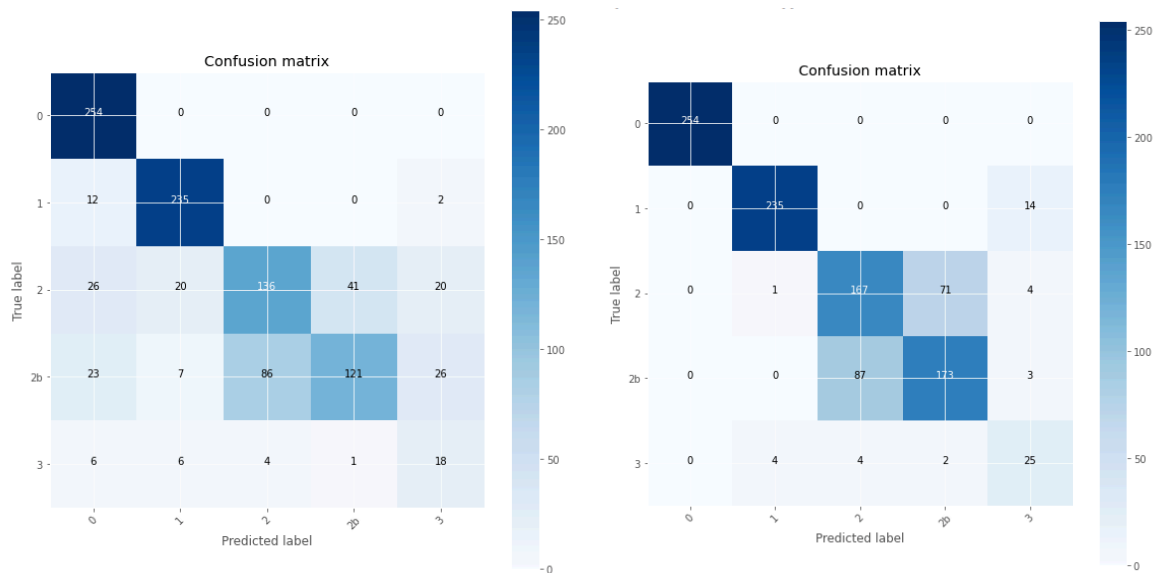 Confusion matrix
0 254 0 0 0 0
1 12 235 0 0 2
2 26 20 136 41 20
2b 23 7 86 121 26
3 6 6 4 1 18
0 1 2 2b 3
True label
Predicted label
250
200
150
100
50
0
Confusion matrix
0 254 0 0 0 0
1 0 235 0 0 14
2 0 1 167 71 4
2b 0 0 87 173 3
3 0 4 4 2 25
0 1 2 2b 3
True label
Predicted label
250
200
150
100
50
0